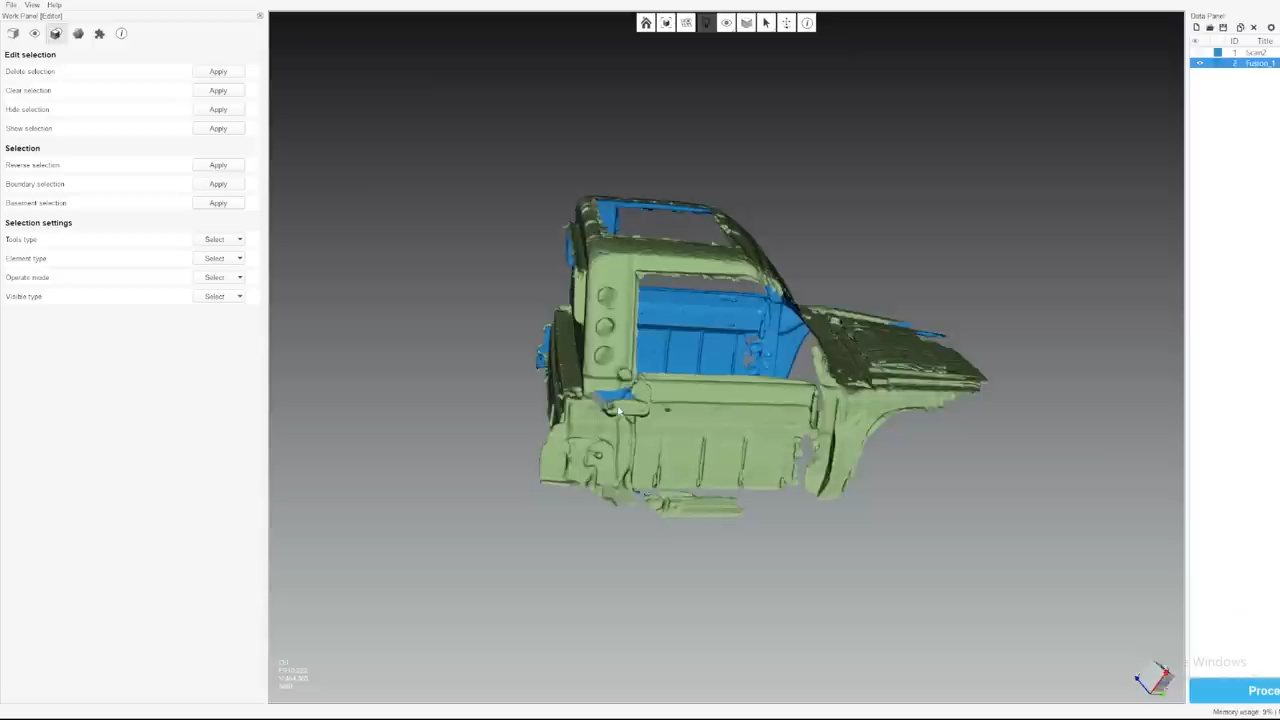 File View Help
Work Panel [Editor]
Edit selection
Delete selection Apply
Clear selection Apply
Hide selection Apply
Show selection Apply
Selection
Reverse selection Apply
Boundary selection Apply
Basement selection Apply
Selection settings
Tools type Select
Element type Select
Operate mode Select
Visible type Select
Data Panel
ID Title
1 Scan2
2 Fusion_1
Windows
Proce
Memory usage: 9%